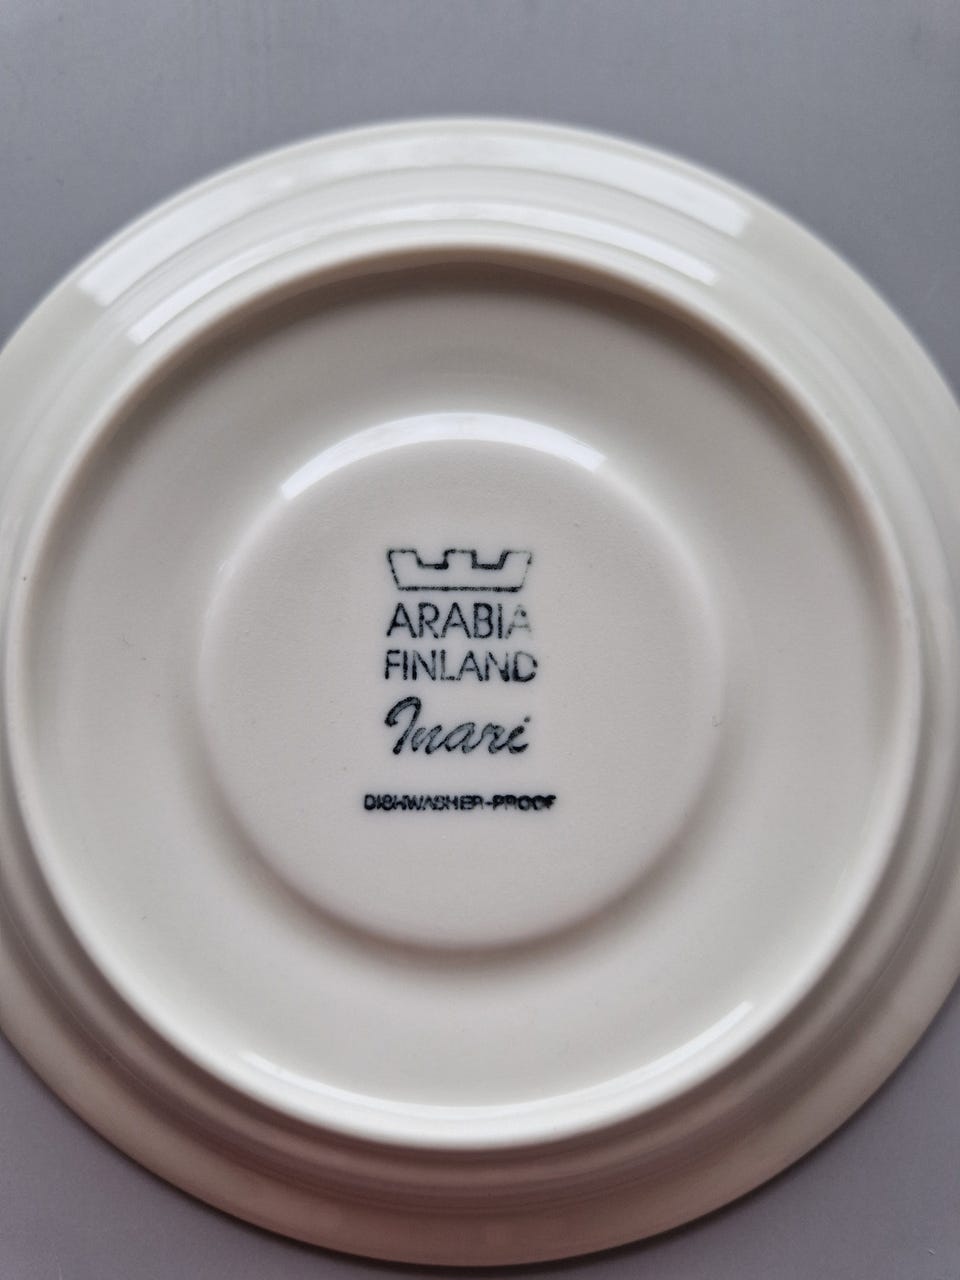 ARABIA
FINLAND
Inari
DISHWASHER-PROOF